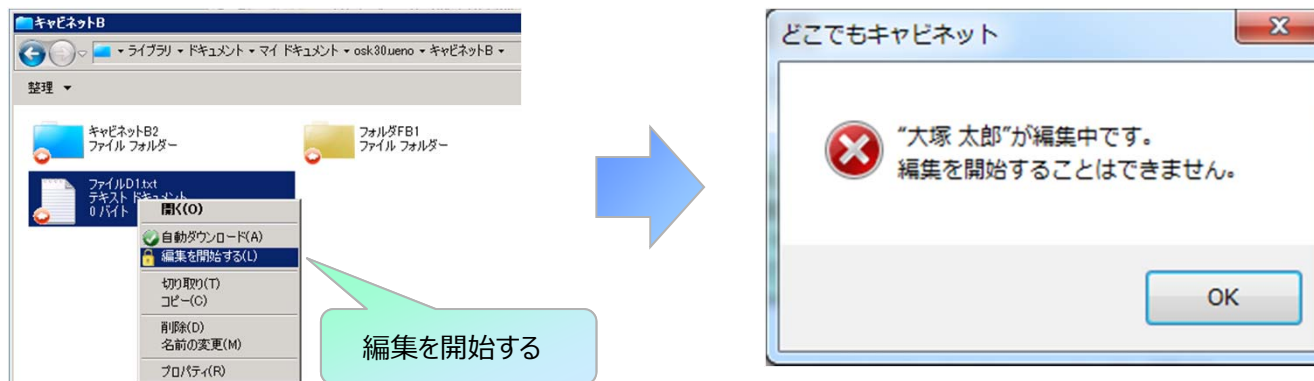 キャビネットB
ライブラリ ▾ ドキュメント ▾ マイ ドキュメント ▾ osk30.ueno ▾ キャビネットB ▾
整理 ▼
キャビネットB2
ファイル フォルダー
フォルダFB1
ファイル フォルダー
ファイルD1.txt
テキスト ドキュメント
0 バイト
開く(O)
自動ダウンロード(A)
編集を開始する(L)
切り取り(T)
コピー(C)
削除(D)
名前の変更(M)
プロパティ(R)
編集を開始する
どこでもキャビネット
“大塚 太郎”が編集中です。
編集を開始することはできません。
OK